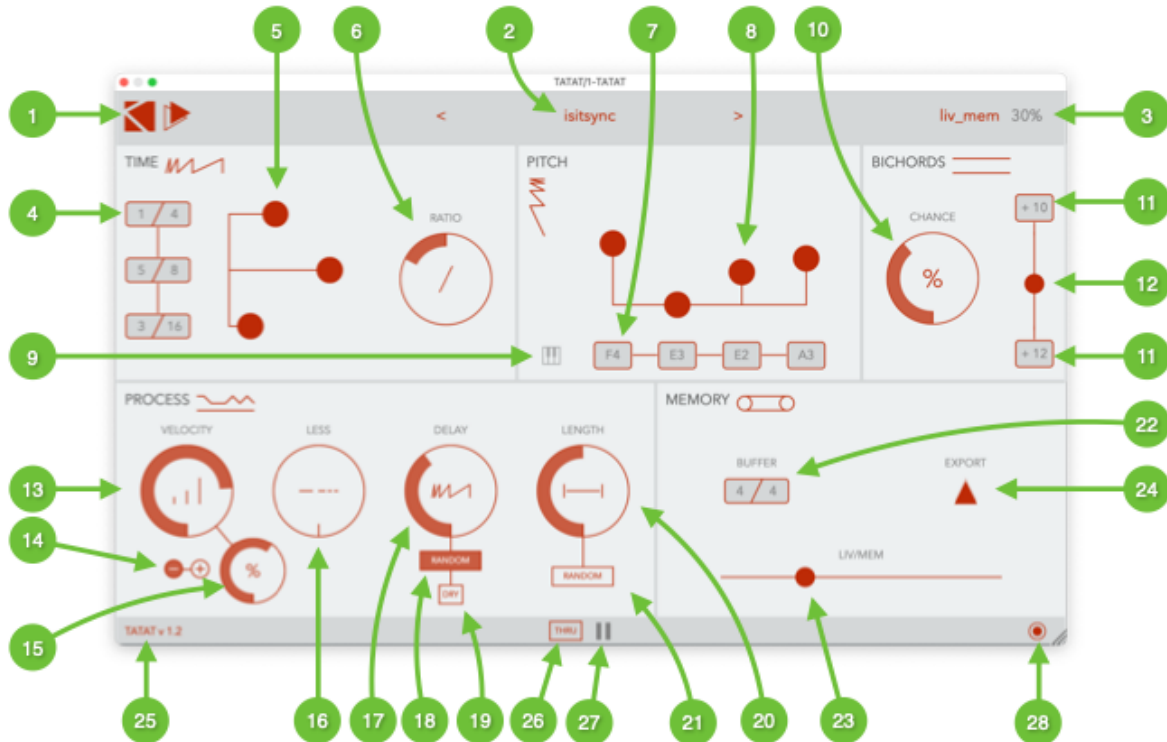 5 6 2 7 8 10
TATAT/1-TATAT
1 < isitsync > liv_mem 30% 3
TIME PITCH BICHORDS
4 1 / 4 + 10 11
RATIO CHANCE
5 / 8 % 12
3 / 16
9 F4 E3 E2 A3 + 12 11
PROCESS MEMORY
VELOCITY LESS DELAY LENGTH 22
BUFFER EXPORT
13 4 / 4 24
14 − + % RANDOM RANDOM LIV/MEM
DRY
15 TATAT v 1.2 THRU
25 16 17 18 19 26 27 21 20 23 28